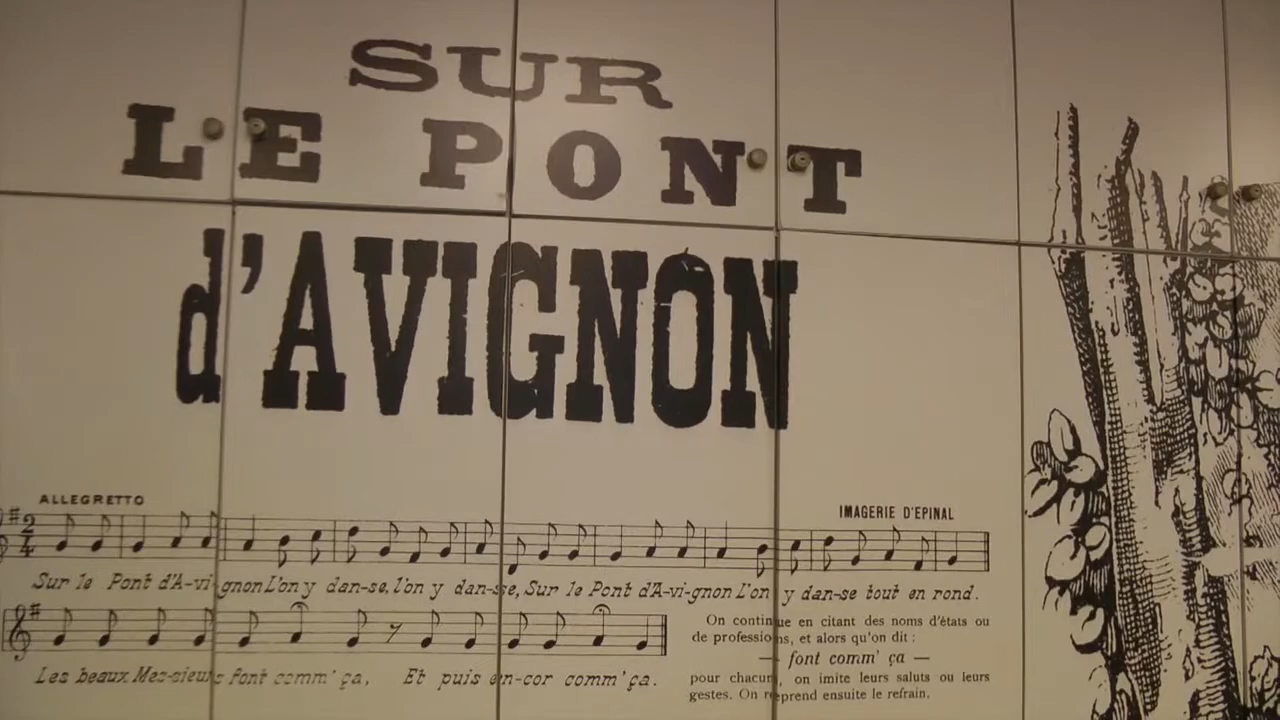 SUR
LE PONT
d'AVIGNON
ALLEGRETTO
IMAGERIE D'EPINAL
2
4
Sur le Pont d'A-vi-gnon L'on y dan-se, l'on y dan-se, Sur le Pont d'A-vi-gnon L'on y dan-se tout en rond.
Les beaux Mes-sieurs font comm' ça, Et puis en-cor comm' ça.
On continue en citant des noms d'états ou
de professions, et alors qu'on dit :
— font comm' ça —
pour chacun, on imite leurs saluts ou leurs
gestes. On reprend ensuite le refrain.